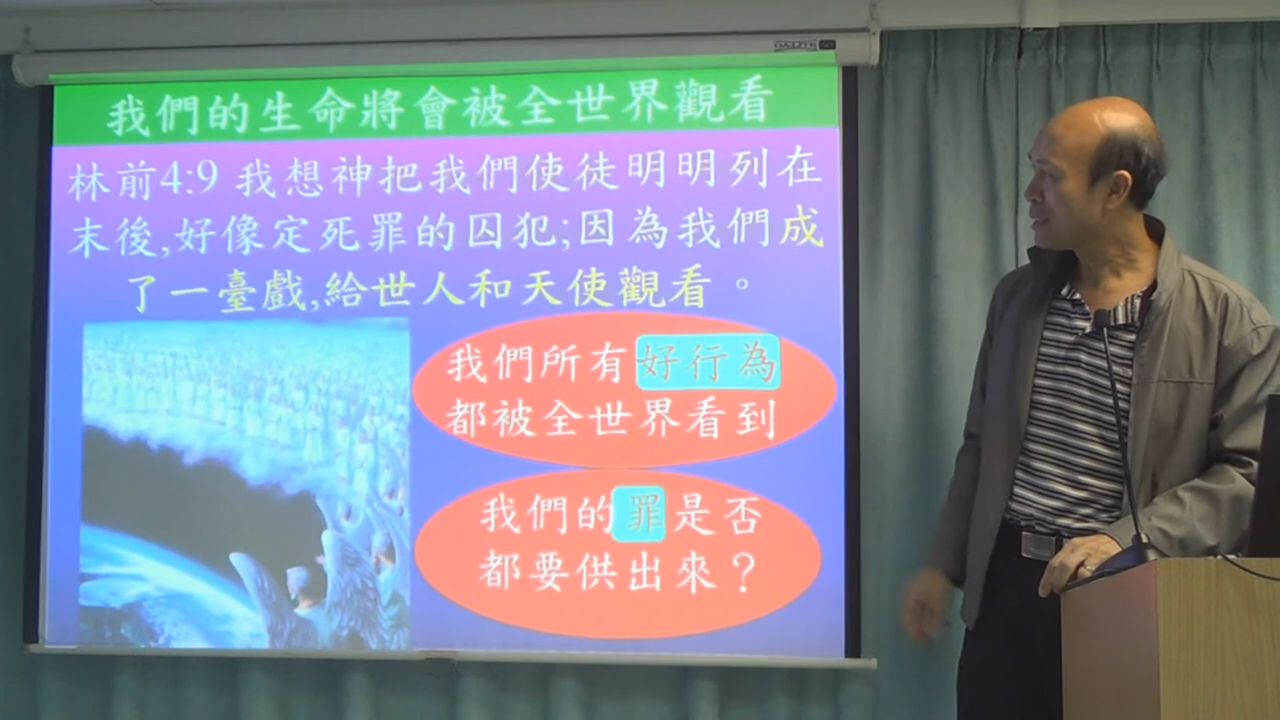 我們的生命將會被全世界觀看
林前4:9 我想神把我們使徒明明列在
末後,好像定死罪的囚犯;因為我們成
了一臺戲,給世人和天使觀看。
我們所有好行為
都被全世界看到
我們的罪是否
都要供出來？